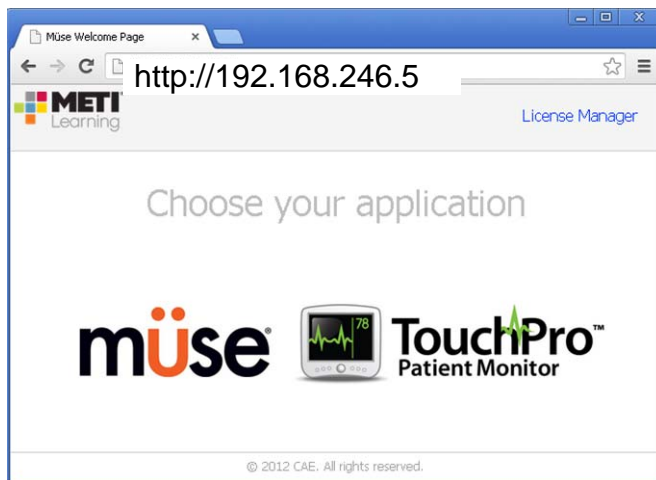 Müse Welcome Page
http://192.168.246.5
METI
Learning
License Manager
Choose your application
müse®
78
TouchPro™
Patient Monitor
© 2012 CAE. All rights reserved.